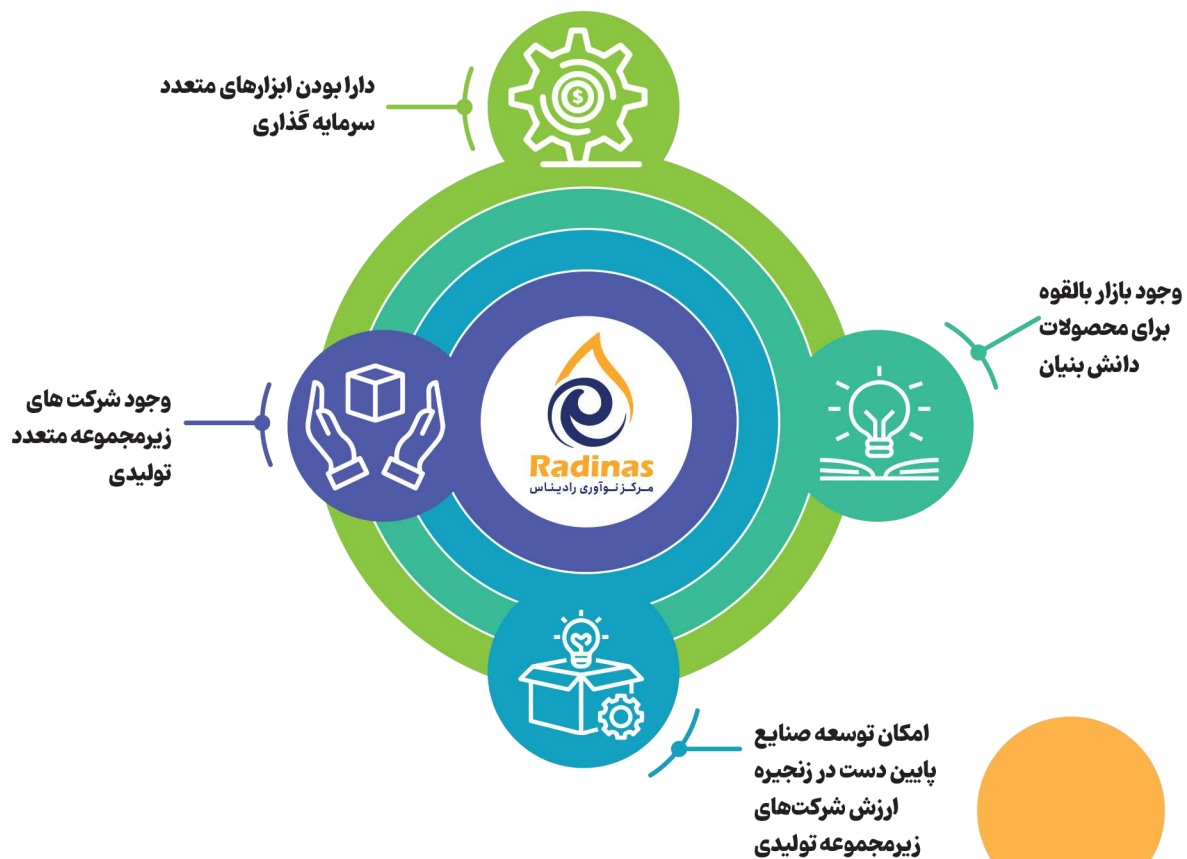 دارا بودن ابزارهای متعدد
سرمایه گذاری
$
وجود بازار بالقوه
برای محصولات
دانش بنیان
وجود شرکت های
زیرمجموعه متعدد
تولیدی
Radinas
مرکز نوآوری رادیناس
امکان توسعه صنایع
پایین دست در زنجیره
ارزش شرکت‌های
زیرمجموعه تولیدی